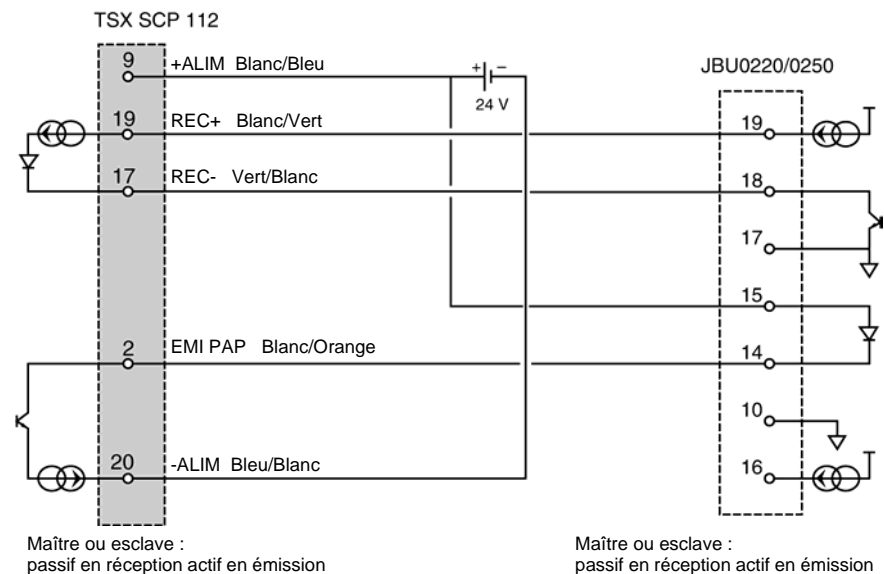 TSX SCP 112
JBU0220/0250
9 +ALIM Blanc/Bleu
+ –
24 V
19 REC+ Blanc/Vert
19
17 REC- Vert/Blanc
18
17
15
2 EMI PAP Blanc/Orange
14
10
20 -ALIM Bleu/Blanc
16
Maître ou esclave :
passif en réception actif en émission
Maître ou esclave :
passif en réception actif en émission